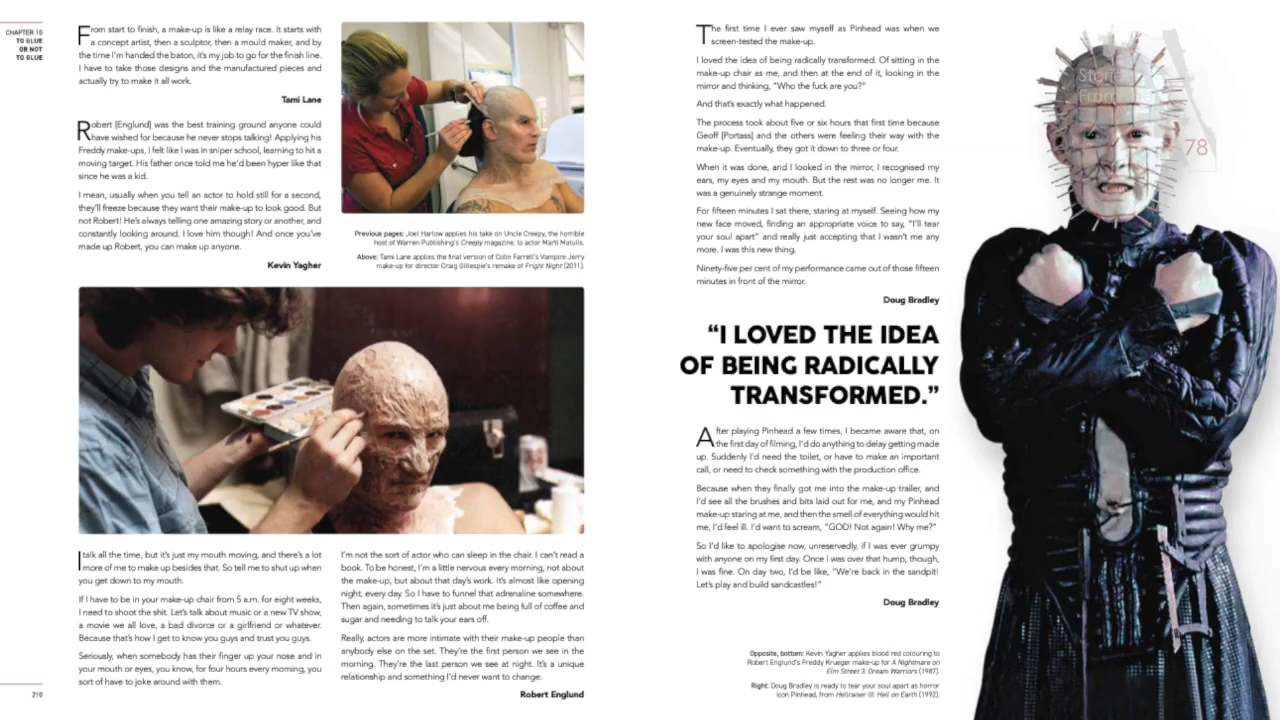 CHAPTER 10
TO GLUE
OR NOT
TO GLUE
From start to finish, a make-up is like a relay race. It starts with
a concept artist, then a sculptor, then a mould maker, and by
the time I'm handed the baton, it's my job to go for the finish line.
I have to take those designs and the manufactured pieces and
actually try to make it all work.
Tami Lane
Robert [Englund] was the best training ground anyone could
have wished for because he never stops talking! Applying his
Freddy make-ups, I felt like I was in sniper school, learning to hit a
moving target. His father once told me he'd been hyper like that
since he was a kid.
I mean, usually when you tell an actor to hold still for a second,
they'll freeze because they want their make-up to look good. But
not Robert! He's always telling one amazing story or another, and
constantly looking around. I love him though! And once you've
made up Robert, you can make up anyone.
Kevin Yagher
Previous pages: Joel Harlow applies his take on Uncle Creepy, the horrible
host of Warren Publishing's Creepy magazine, to actor Marti Matulis.
Above: Tami Lane applies the final version of Colin Farrell's Vampire Jerry
make-up for director Craig Gillespie's remake of Fright Night (2011).
I talk all the time, but it's just my mouth moving, and there's a lot
more of me to make up besides that. So tell me to shut up when
you get down to my mouth.
If I have to be in your make-up chair from 5 a.m. for eight weeks,
I need to shoot the shit. Let's talk about music or a new TV show,
a movie we all love, a bad divorce or a girlfriend or whatever.
Because that's how I get to know you guys and trust you guys.
Seriously, when somebody has their finger up your nose and in
your mouth or eyes, you know, for four hours every morning, you
sort of have to joke around with them.
I'm not the sort of actor who can sleep in the chair. I can't read a
book. To be honest, I'm a little nervous every morning, not about
the make-up, but about that day's work. It's almost like opening
night, every day. So I have to funnel that adrenaline somewhere.
Then again, sometimes it's just about me being full of coffee and
sugar and needing to talk your ears off.
Really, actors are more intimate with their make-up people than
anybody else on the set. They're the first person we see in the
morning. They're the last person we see at night. It's a unique
relationship and something I'd never want to change.
Robert Englund
210
The first time I ever saw myself as Pinhead was when we
screen-tested the make-up.
I loved the idea of being radically transformed. Of sitting in the
make-up chair as me, and then at the end of it, looking in the
mirror and thinking, "Who the fuck are you?"
And that's exactly what happened.
The process took about five or six hours that first time because
Geoff [Portass] and the others were feeling their way with the
make-up. Eventually, they got it down to three or four.
When it was done, and I looked in the mirror, I recognised my
ears, my eyes and my mouth. But the rest was no longer me. It
was a genuinely strange moment.
For fifteen minutes I sat there, staring at myself. Seeing how my
new face moved, finding an appropriate voice to say, "I'll tear
your soul apart" and really just accepting that I wasn't me any
more. I was this new thing.
Ninety-five per cent of my performance came out of those fifteen
minutes in front of the mirror.
Doug Bradley
"I LOVED THE IDEA
OF BEING RADICALLY
TRANSFORMED."
After playing Pinhead a few times, I became aware that, on
the first day of filming, I'd do anything to delay getting made
up. Suddenly I'd need the toilet, or have to make an important
call, or need to check something with the production office.
Because when they finally got me into the make-up trailer, and
I'd see all the brushes and bits laid out for me, and my Pinhead
make-up staring at me, and then the smell of everything would hit
me, I'd feel ill. I'd want to scream, "GOD! Not again! Why me?"
So I'd like to apologise now, unreservedly, if I was ever grumpy
with anyone on my first day. Once I was over that hump, though,
I was fine. On day two, I'd be like, "We're back in the sandpit!
Let's play and build sandcastles!"
Doug Bradley
Opposite, bottom: Kevin Yagher applies blood red colouring to
Robert Englund's Freddy Krueger make-up for A Nightmare on
Elm Street 3: Dream Warriors (1987).
Right: Doug Bradley is ready to tear your soul apart as horror
icon Pinhead, from Hellraiser III: Hell on Earth (1992).
From
78